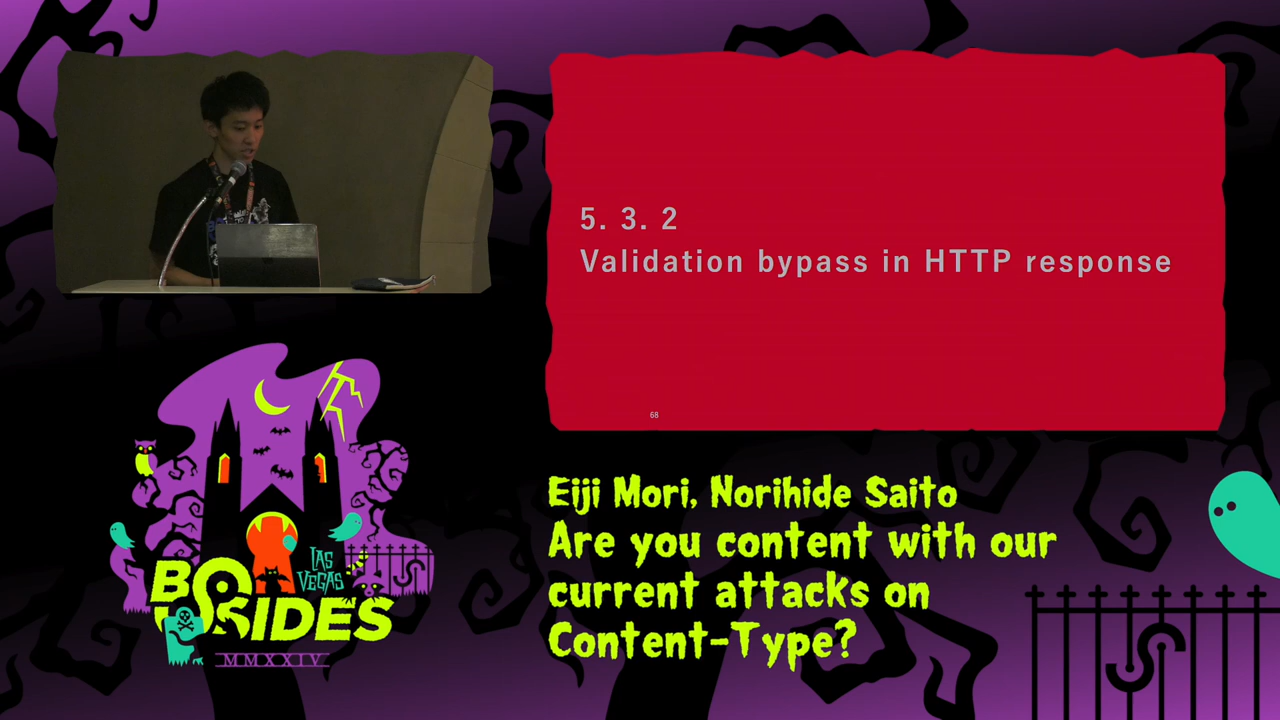 5. 3. 2
Validation bypass in HTTP response
68
Eiji Mori, Norihide Saito
Are you content with our
current attacks on
Content-Type?
LAS
VEGAS
BSIDES
MMXXIV